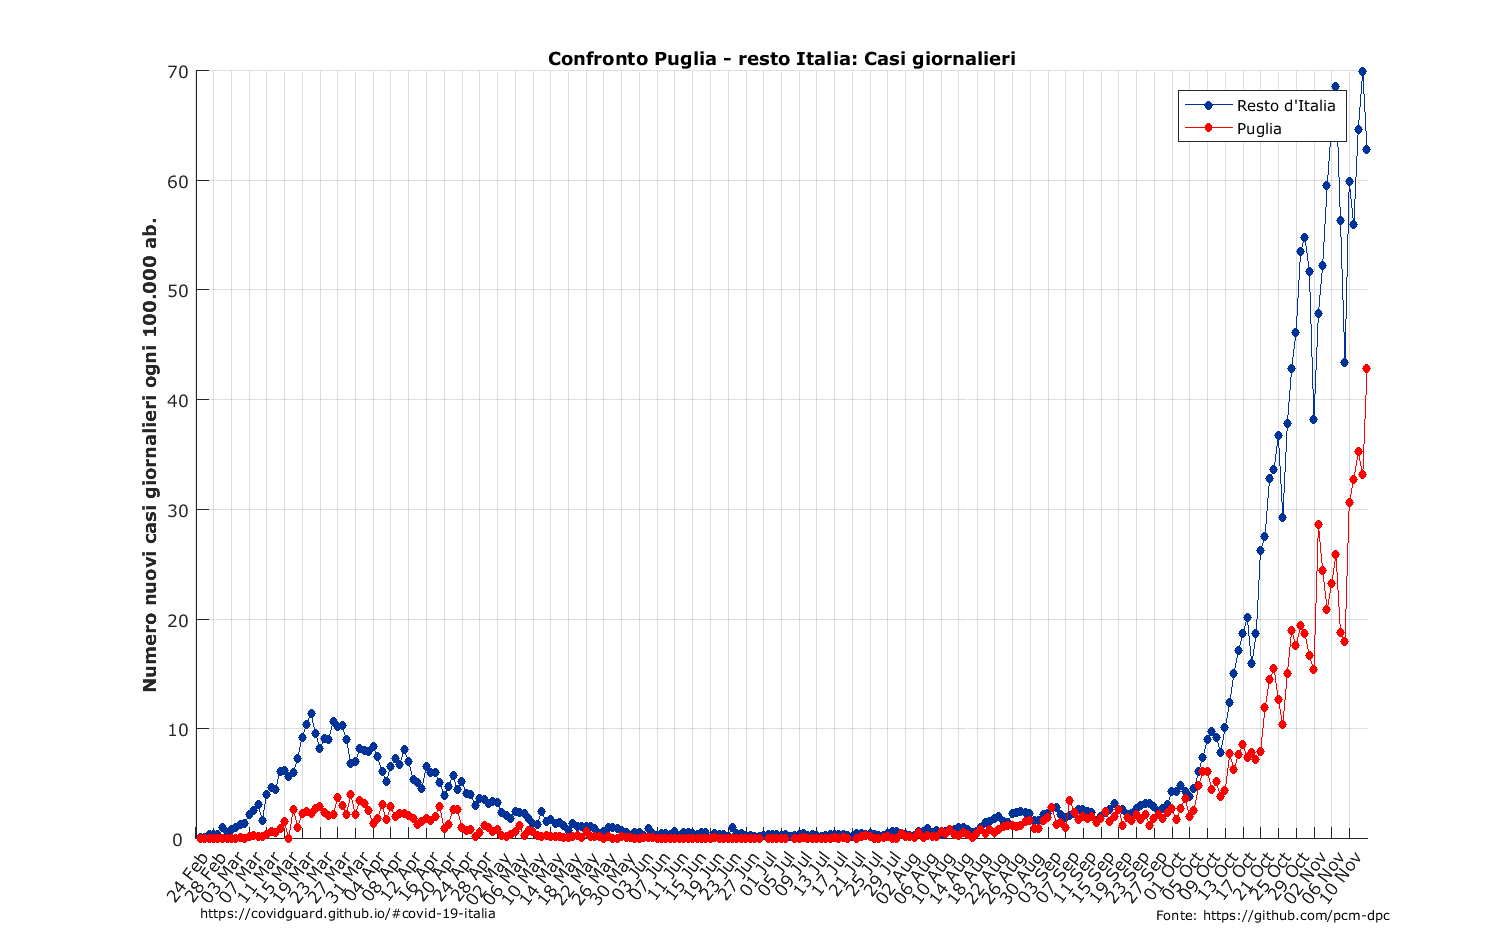 Confronto Puglia - resto Italia: Casi giornalieri
Resto d'Italia
Puglia
Numero nuovi casi giornalieri ogni 100.000 ab.
70
60
50
40
30
20
10
0
24 Feb
28 Feb
03 Mar
07 Mar
11 Mar
15 Mar
19 Mar
23 Mar
27 Mar
31 Mar
04 Apr
08 Apr
12 Apr
16 Apr
20 Apr
24 Apr
28 Apr
02 May
06 May
10 May
14 May
18 May
22 May
26 May
30 May
03 Jun
07 Jun
11 Jun
15 Jun
19 Jun
23 Jun
27 Jun
01 Jul
05 Jul
09 Jul
13 Jul
17 Jul
21 Jul
25 Jul
29 Jul
02 Aug
06 Aug
10 Aug
14 Aug
18 Aug
22 Aug
26 Aug
30 Aug
03 Sep
07 Sep
11 Sep
15 Sep
19 Sep
23 Sep
27 Sep
01 Oct
05 Oct
09 Oct
13 Oct
17 Oct
21 Oct
25 Oct
29 Oct
02 Nov
06 Nov
10 Nov
https://covidguard.github.io/#covid-19-italia
Fonte: https://github.com/pcm-dpc